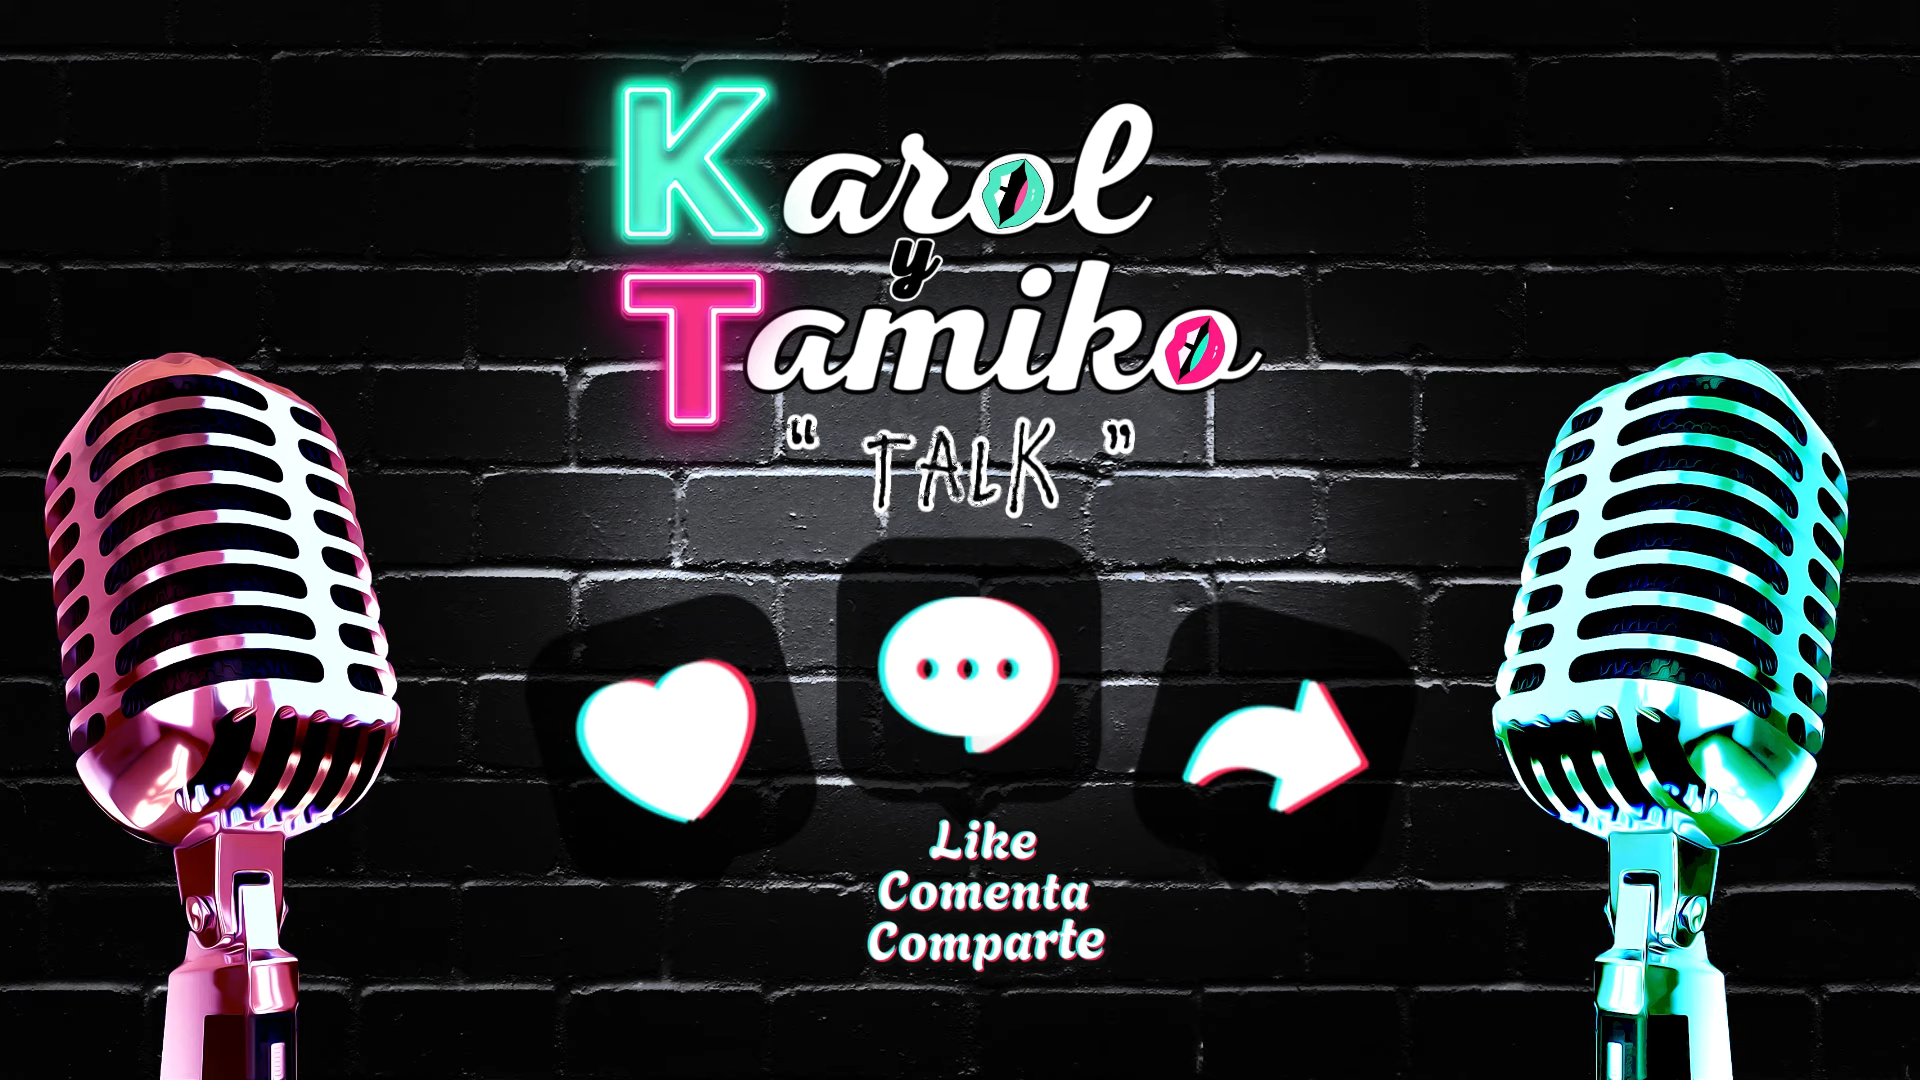 Karol
y
Tamiko
“ TALK ”
Like
Comenta
Comparte